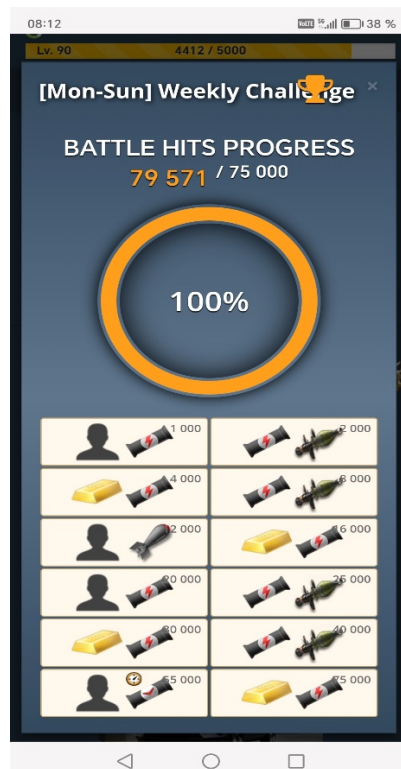 08:12
VoLTE 5G 38 %
Lv. 90 4412 / 5000
[Mon-Sun] Weekly Challenge ×
BATTLE HITS PROGRESS
79 571 / 75 000
100%
1 000 2 000
4 000 8 000
12 000 16 000
20 000 25 000
30 000 40 000
55 000 75 000